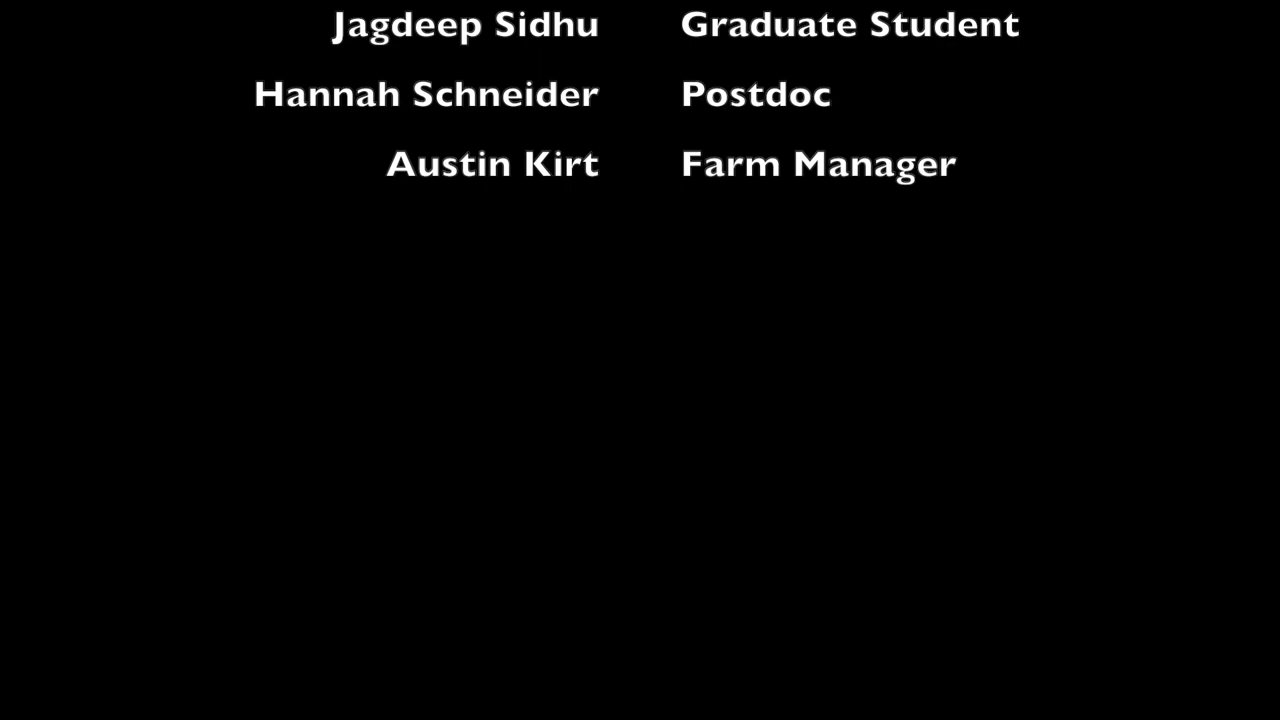 Jagdeep Sidhu Graduate Student
Hannah Schneider Postdoc
Austin Kirt Farm Manager